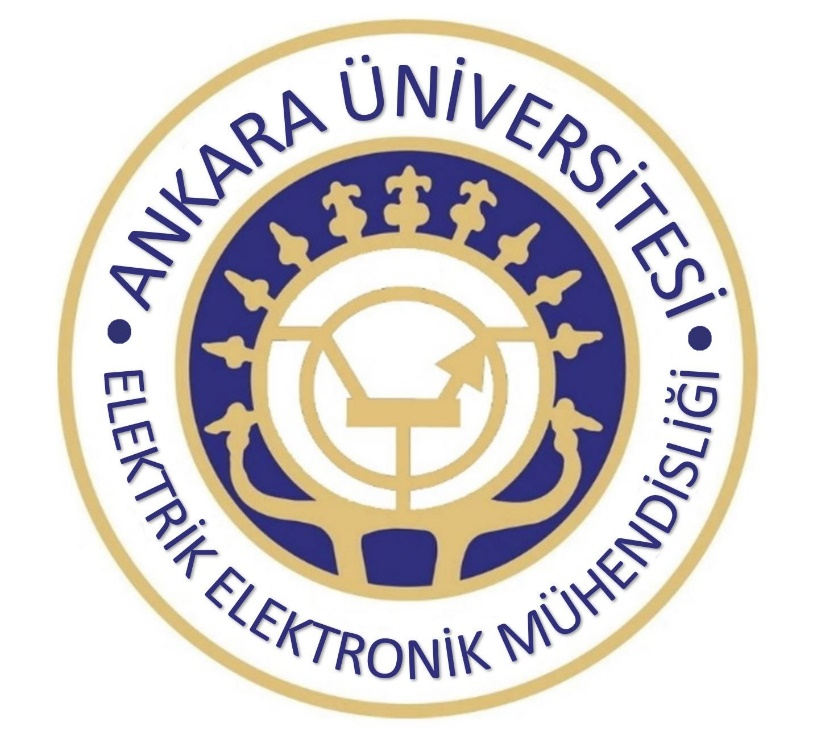 ANKARA ÜNİVERSİTESİ
ELEKTRİK ELEKTRONİK MÜHENDİSLİĞİ